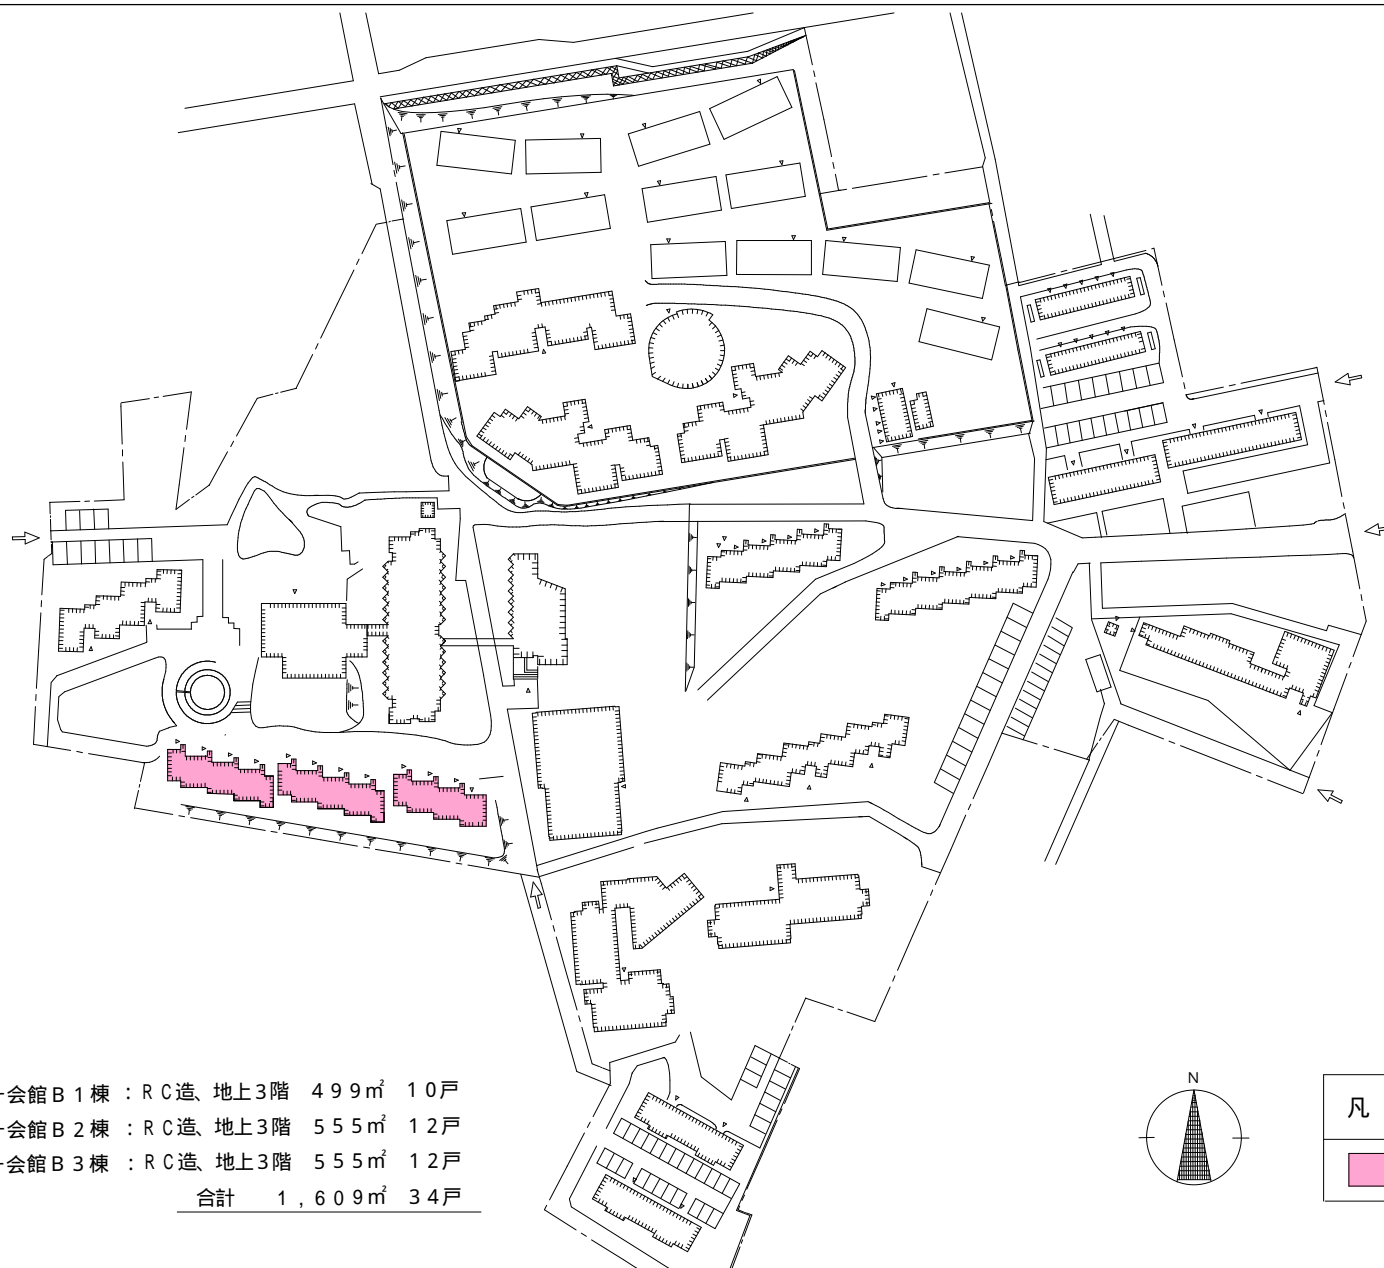 ー会館B1棟：RC造、地上3階 499㎡ 10戸
ー会館B2棟：RC造、地上3階 555㎡ 12戸
ー会館B3棟：RC造、地上3階 555㎡ 12戸
合計 1,609㎡ 34戸
N
凡